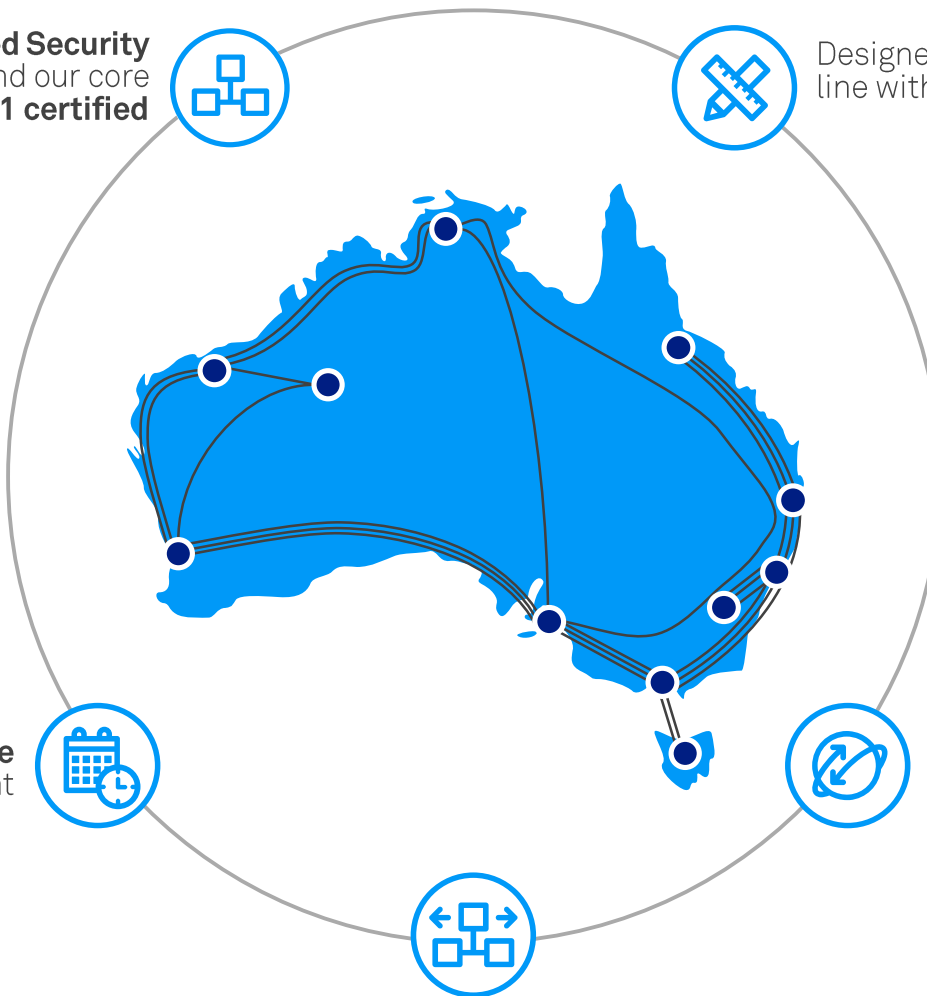 d Security
nd our core
1 certified
Designe
line with
e
t